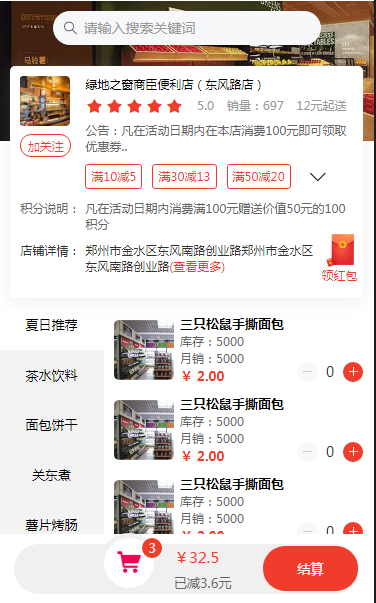 请输入搜索关键词
马铃薯
绿地之窗商臣便利店（东风路店）
5.0 销量：697 12元起送
加关注
公告：凡在活动日期内在本店消费100元即可领取
优惠券..
满10减5 满30减13 满50减20
积分说明： 凡在活动日期内消费满100元赠送价值50元的100
积分
店铺详情： 郑州市金水区东风南路创业路郑州市金水区
东风南路创业路(查看更多)
领红包
夏日推荐
茶水饮料
面包饼干
关东煮
薯片烤肠
三只松鼠手撕面包
库存：5000
月销：5000
￥ 2.00
0
三只松鼠手撕面包
库存：5000
月销：5000
￥ 2.00
0
三只松鼠手撕面包
库存：5000
月销：5000
0
3
￥32.5
已减3.6元
结算